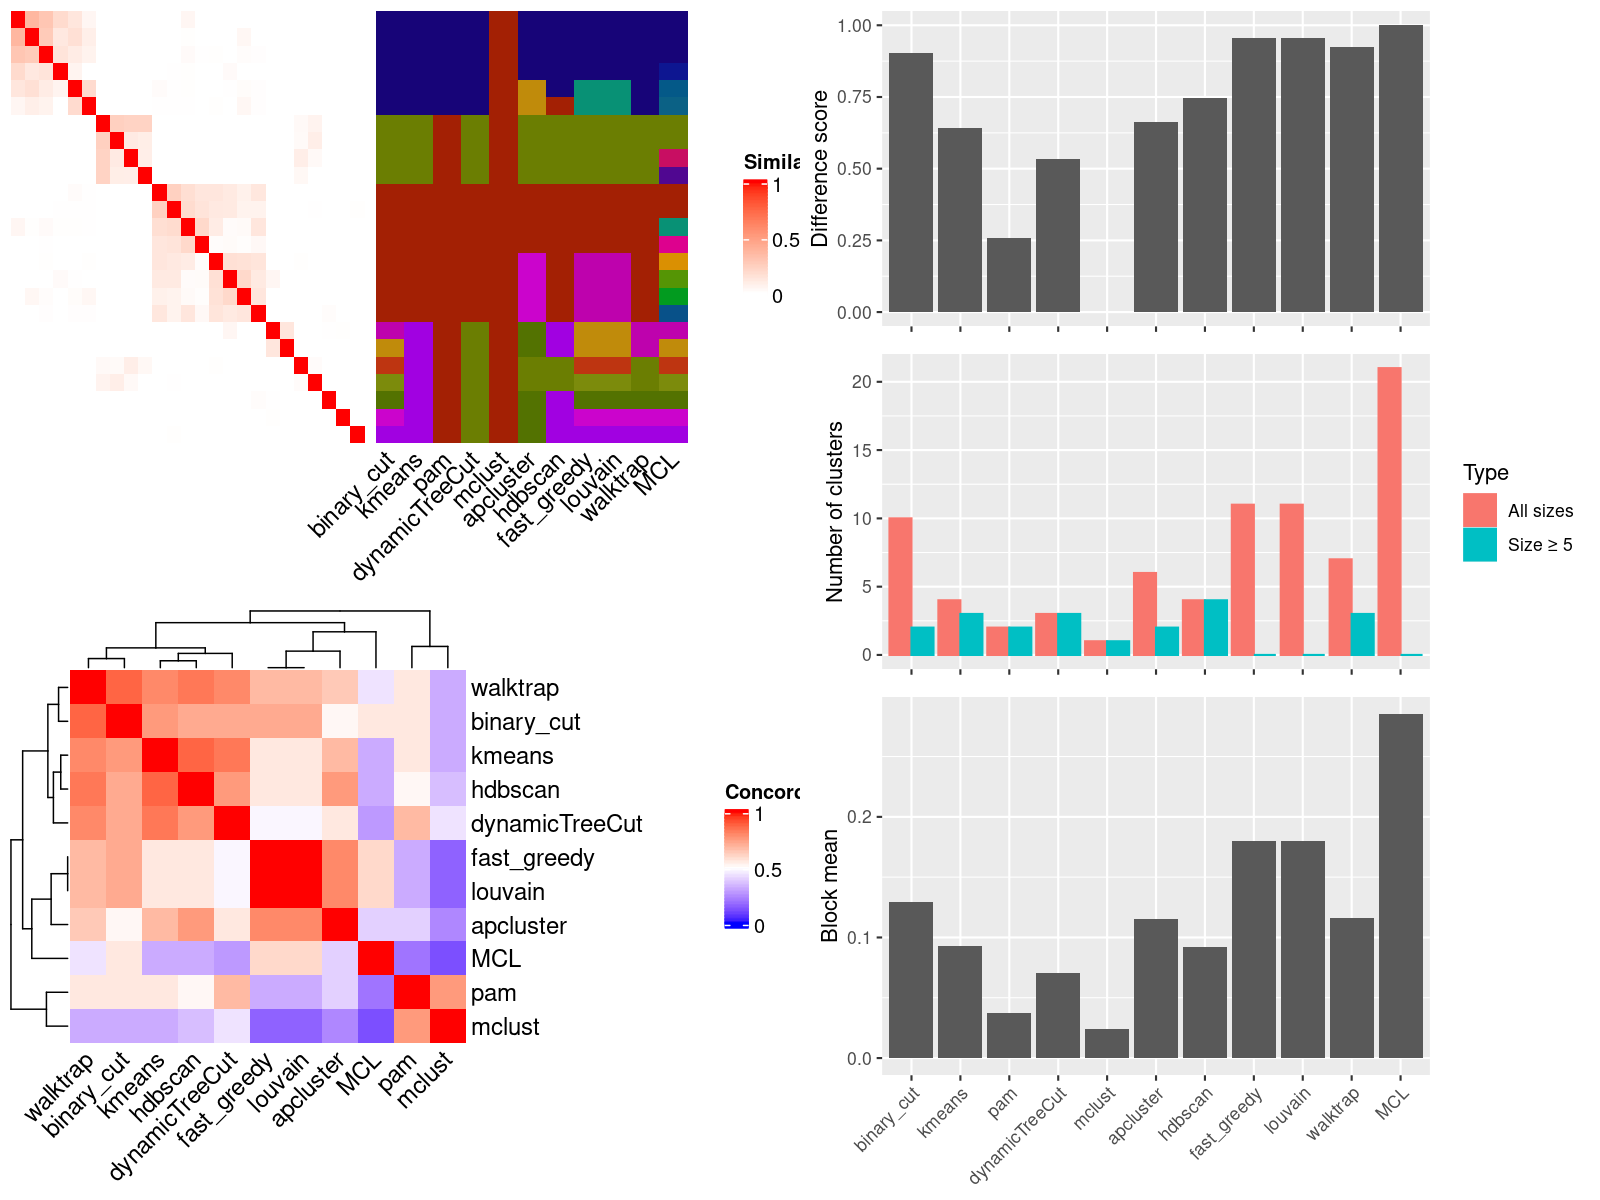 Simila
1
0.5
0
binary_cut
kmeans
pam
dynamicTreeCut
mclust
apcluster
hdbscan
fast_greedy
louvain
walktrap
MCL
walktrap
binary_cut
kmeans
hdbscan
dynamicTreeCut
fast_greedy
louvain
apcluster
MCL
pam
mclust
Concord
1
0.5
0
walktrap
binary_cut
kmeans
hdbscan
dynamicTreeCut
fast_greedy
louvain
apcluster
MCL
pam
mclust
Difference score
1.00
0.75
0.50
0.25
0.00
Number of clusters
20
15
10
5
0
Type
All sizes
Size ≥ 5
Block mean
0.2
0.1
0.0
binary_cut
kmeans
pam
dynamicTreeCut
mclust
apcluster
hdbscan
fast_greedy
louvain
walktrap
MCL